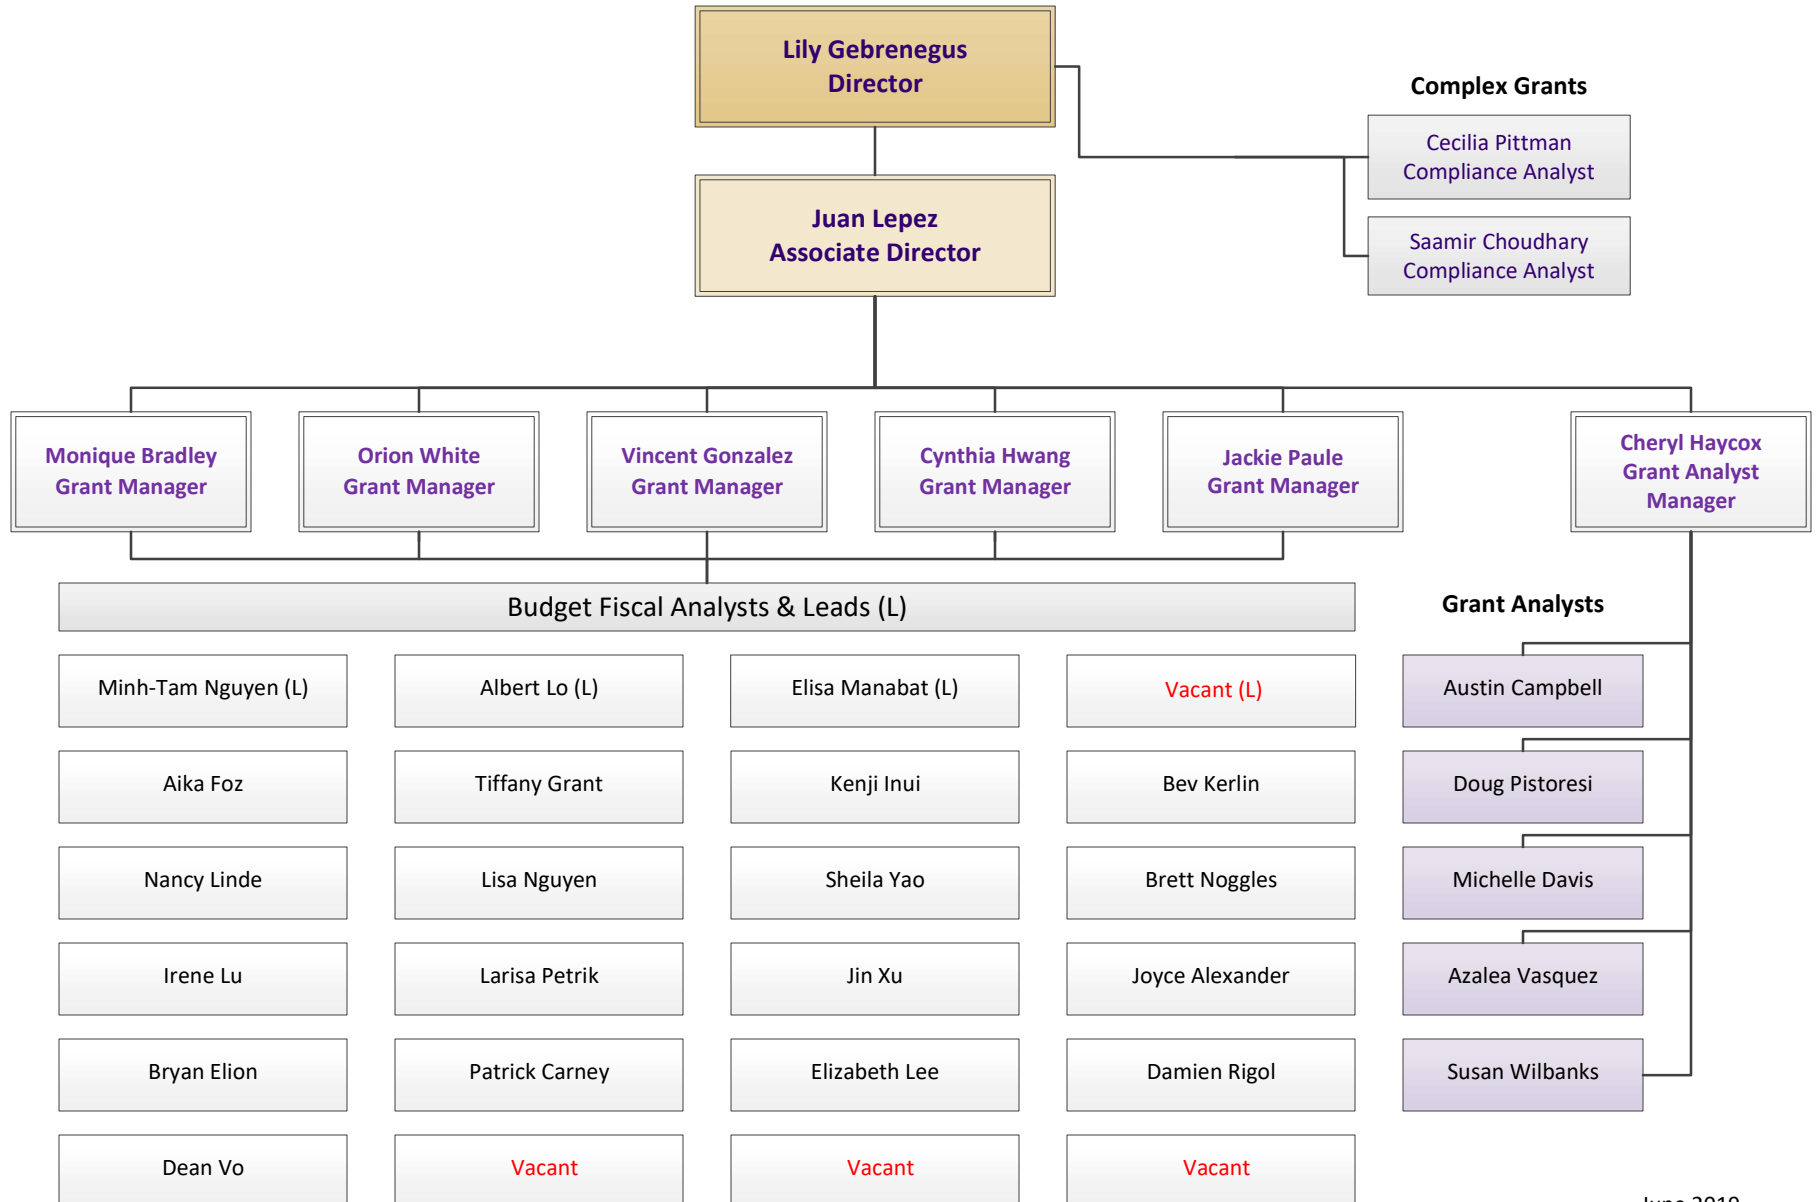 Lily Gebrenegus
Director
Complex Grants
Cecilia Pittman
Compliance Analyst
Saamir Choudhary
Compliance Analyst
Juan Lepez
Associate Director
Monique Bradley
Grant Manager
Orion White
Grant Manager
Vincent Gonzalez
Grant Manager
Cynthia Hwang
Grant Manager
Jackie Paule
Grant Manager
Cheryl Haycox
Grant Analyst
Manager
Budget Fiscal Analysts & Leads (L)
Grant Analysts
Minh-Tam Nguyen (L)
Albert Lo (L)
Elisa Manabat (L)
Vacant (L)
Austin Campbell
Aika Foz
Tiffany Grant
Kenji Inui
Bev Kerlin
Doug Pistoresi
Nancy Linde
Lisa Nguyen
Sheila Yao
Brett Noggles
Michelle Davis
Irene Lu
Larisa Petrik
Jin Xu
Joyce Alexander
Azalea Vasquez
Bryan Elion
Patrick Carney
Elizabeth Lee
Damien Rigol
Susan Wilbanks
Dean Vo
Vacant
Vacant
Vacant
June 2019